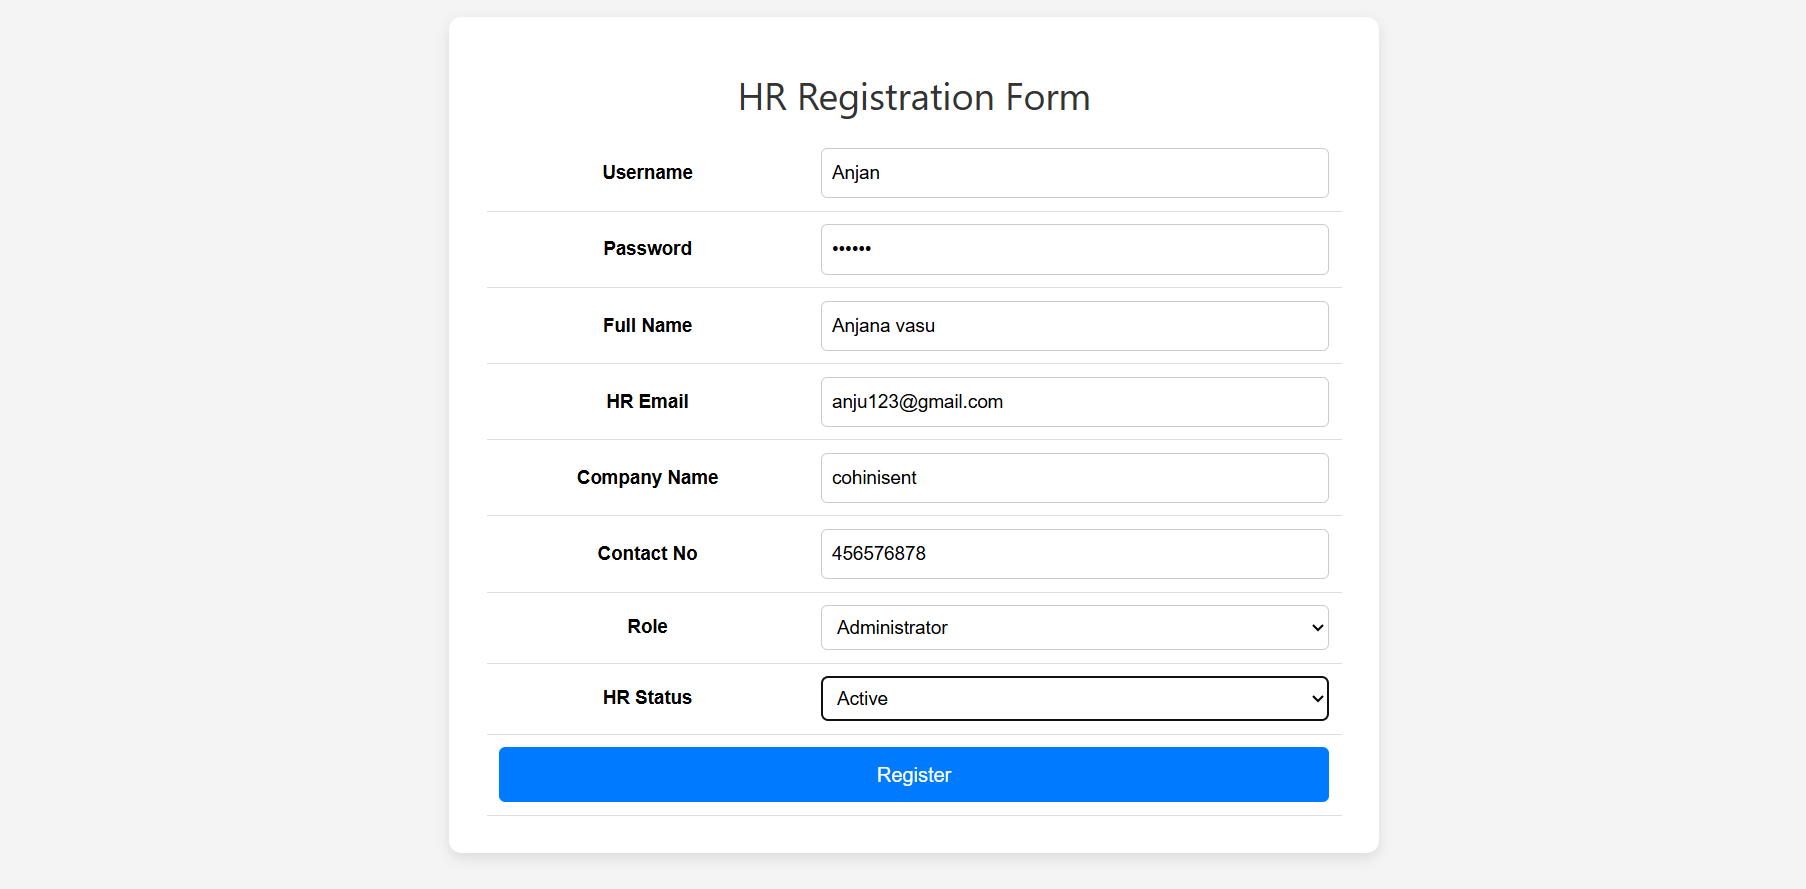 HR Registration Form
Username Anjan
Password ••••••
Full Name Anjana vasu
HR Email anju123@gmail.com
Company Name cohinisent
Contact No 456576878
Role Administrator
HR Status Active
Register